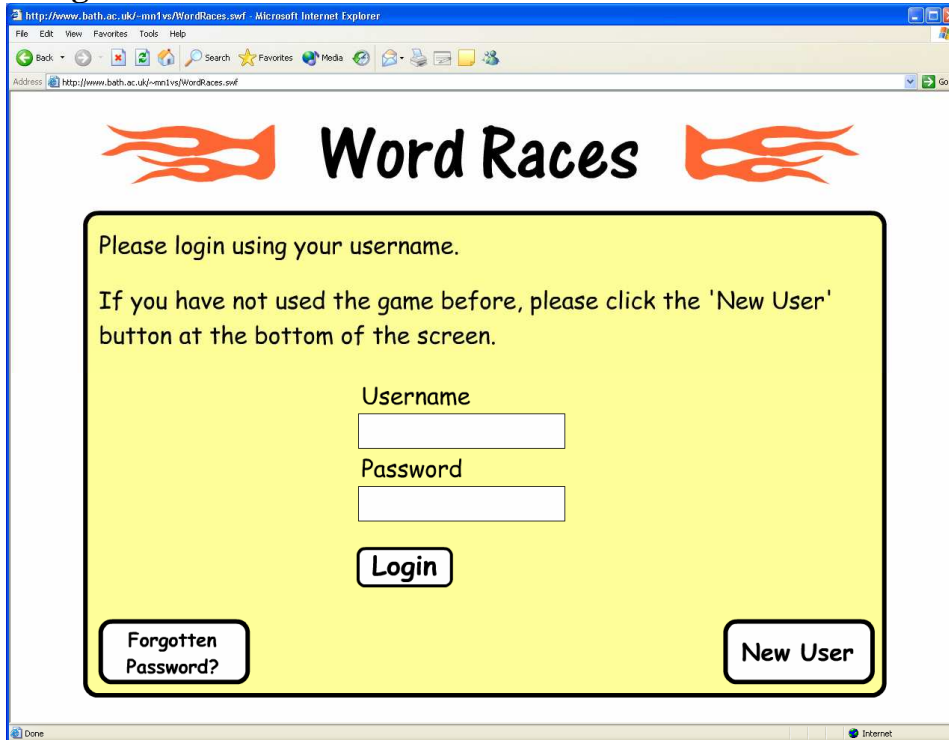 http://www.bath.ac.uk/~mn1vs/WordRaces.swf - Microsoft Internet Explorer
File Edit View Favorites Tools Help
Back Search Favorites Media
Address http://www.bath.ac.uk/~mn1vs/WordRaces.swf Go
Word Races
Please login using your username.
If you have not used the game before, please click the 'New User'
button at the bottom of the screen.
Username
Password
Login
Forgotten
Password?
New User
Done Internet